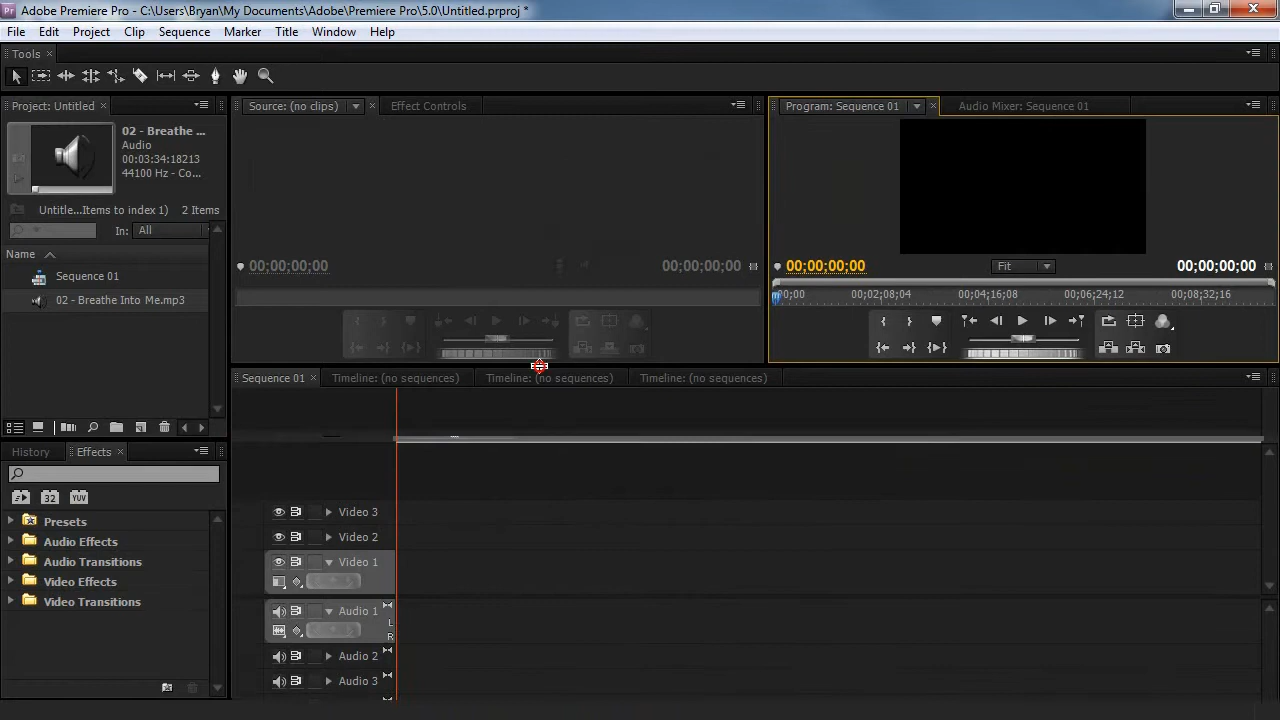 Adobe Premiere Pro - C:\Users\Bryan\My Documents\Adobe\Premiere Pro\5.0\Untitled.prproj *
File Edit Project Clip Sequence Marker Title Window Help
Tools
Project: Untitled
Source: (no clips) Effect Controls
Program: Sequence 01 Audio Mixer: Sequence 01
02 - Breathe ...
Audio
00:03:34:18213
44100 Hz - Co...
Untitle...Items to index 1) 2 Items
In: All
Name
Sequence 01
02 - Breathe Into Me.mp3
00;00;00;00 00;00;00;00
00;00;00;00 Fit 00;00;00;00
00;00 00;02;08;04 00;04;16;08 00;06;24;12 00;08;32;16
Sequence 01 Timeline: (no sequences) Timeline: (no sequences) Timeline: (no sequences)
History Effects
32 YUV
Presets
Audio Effects
Audio Transitions
Video Effects
Video Transitions
Video 3
Video 2
Video 1
Audio 1
L
R
Audio 2
Audio 3